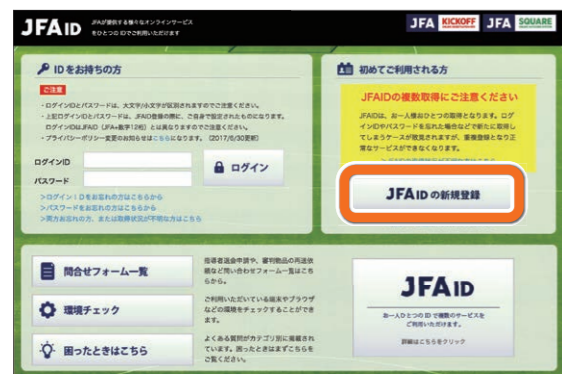 JFAID
JFAが提供する様々なオンラインサービス
をひとつの IDでご利用いただけます
JFA KICKOFF JFA SQUARE
IDをお持ちの方
ご注意
・ログインIDとパスワードは、大文字/小文字が区別されますのでご注意ください。
・上記ログインIDとパスワードは、JFAID登録の際に、ご自身で設定されたものになります。
ログインIDはJFAID（JFA+数字12桁）とは異なりますのでご注意ください。
・プライバシーポリシー変更のお知らせはこちらになります。（2017/6/30更新）
ログインID
パスワード
ログイン
>ログインＩＤをお忘れの方はこちらから
>パスワードをお忘れの方はこちらから
>両方お忘れの方、または取得状況が不明な方はこちら
初めてご利用される方
JFAIDの複数取得にご注意ください
JFAIDは、お一人様おひとつの取得となります。ログ
インIDやパスワードを忘れた場合などで新たに取得し
てしまうケースが散見されますが、重複登録となり正
常なサービスができなくなります。
JFAIDの新規登録
問合せフォーム一覧
指導者返金申請や、審判物品の再送依
頼など問い合わせフォーム一覧はこち
らから。
環境チェック
ご利用いただいている端末やブラウザ
などの環境をチェックすることができ
ます。
困ったときはこちら
よくある質問がカテゴリ別に掲載され
ています。困ったときはまずこちらを
ご覧ください。
JFAID
お一人ひとつの ID で複数のサービスを
ご利用いただけます。
詳細はこちらをクリック